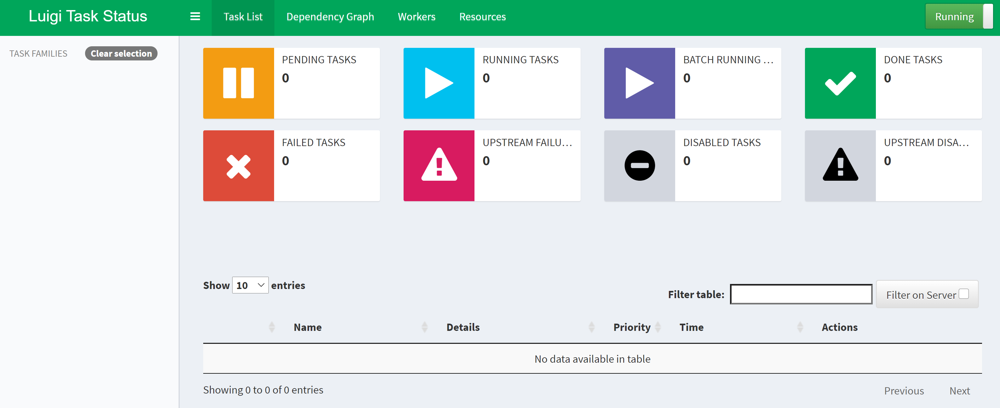 Luigi Task Status
Task List
Dependency Graph
Workers
Resources
Running
TASK FAMILIES
Clear selection
PENDING TASKS
0
RUNNING TASKS
0
BATCH RUNNING ...
0
DONE TASKS
0
FAILED TASKS
0
UPSTREAM FAILU...
0
DISABLED TASKS
0
UPSTREAM DISA...
0
Show 10 entries
Filter table:
Filter on Server
Name Details Priority Time Actions
No data available in table
Showing 0 to 0 of 0 entries
Previous Next